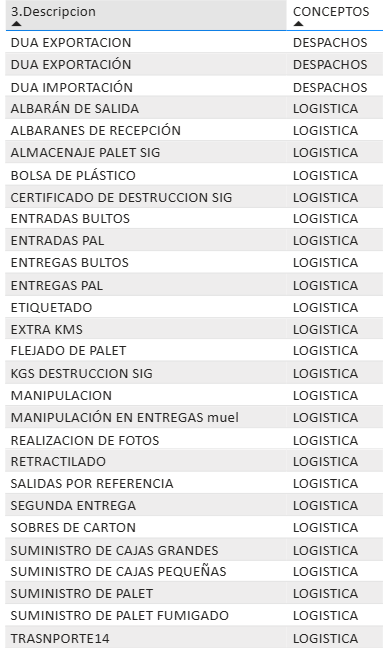 3.Descripcion CONCEPTOS
DUA EXPORTACION DESPACHOS
DUA EXPORTACIÓN DESPACHOS
DUA IMPORTACIÓN DESPACHOS
ALBARÁN DE SALIDA LOGISTICA
ALBARANES DE RECEPCIÓN LOGISTICA
ALMACENAJE PALET SIG LOGISTICA
BOLSA DE PLÁSTICO LOGISTICA
CERTIFICADO DE DESTRUCCION SIG LOGISTICA
ENTRADAS BULTOS LOGISTICA
ENTRADAS PAL LOGISTICA
ENTREGAS BULTOS LOGISTICA
ENTREGAS PAL LOGISTICA
ETIQUETADO LOGISTICA
EXTRA KMS LOGISTICA
FLEJADO DE PALET LOGISTICA
KGS DESTRUCCION SIG LOGISTICA
MANIPULACION LOGISTICA
MANIPULACIÓN EN ENTREGAS muel LOGISTICA
REALIZACION DE FOTOS LOGISTICA
RETRACTILADO LOGISTICA
SALIDAS POR REFERENCIA LOGISTICA
SEGUNDA ENTREGA LOGISTICA
SOBRES DE CARTON LOGISTICA
SUMINISTRO DE CAJAS GRANDES LOGISTICA
SUMINISTRO DE CAJAS PEQUEÑAS LOGISTICA
SUMINISTRO DE PALET LOGISTICA
SUMINISTRO DE PALET FUMIGADO LOGISTICA
TRASNPORTE14 LOGISTICA